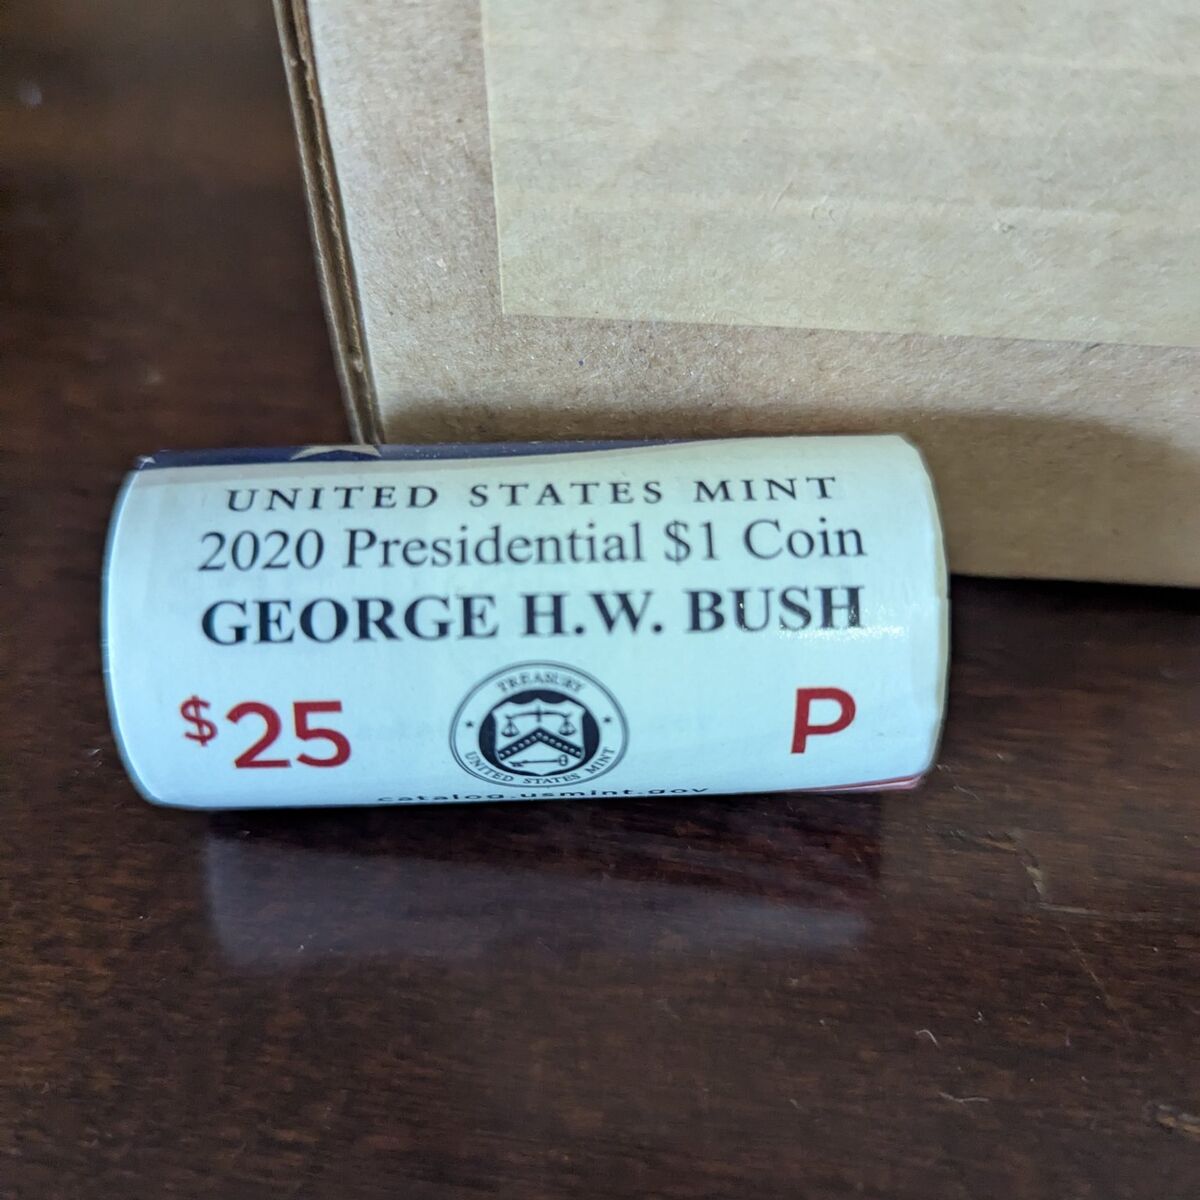 UNITED STATES MINT
2020 Presidential $1 Coin
GEORGE H.W. BUSH
$25
TREASURY
UNITED STATES MINT
P
catalog.usmint.gov